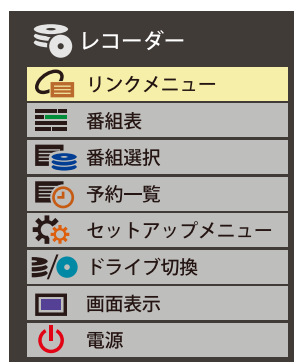 レコーダー
リンクメニュー
番組表
番組選択
予約一覧
セットアップメニュー
ドライブ切換
画面表示
電源